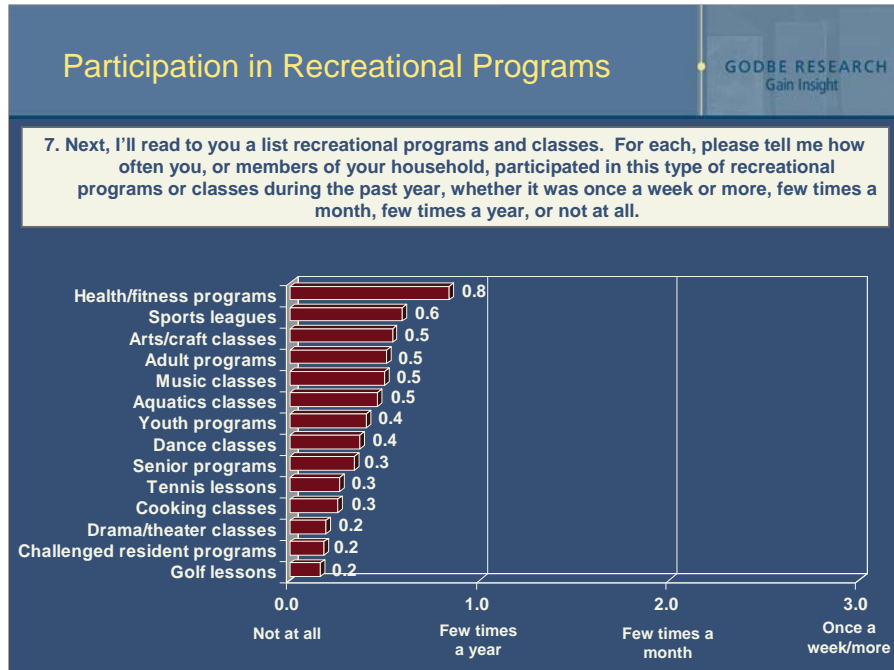 Participation in Recreational Programs
GODBE RESEARCH
Gain Insight
7. Next, I'll read to you a list recreational programs and classes. For each, please tell me how
often you, or members of your household, participated in this type of recreational
programs or classes during the past year, whether it was once a week or more, few times a
month, few times a year, or not at all.
Health/fitness programs 0.8
Sports leagues 0.6
Arts/craft classes 0.5
Adult programs 0.5
Music classes 0.5
Aquatics classes 0.5
Youth programs 0.4
Dance classes 0.4
Senior programs 0.3
Tennis lessons 0.3
Cooking classes 0.3
Drama/theater classes 0.2
Challenged resident programs 0.2
Golf lessons 0.2
0.0 1.0 2.0 3.0
Not at all Few times Few times a Once a
a year month week/more